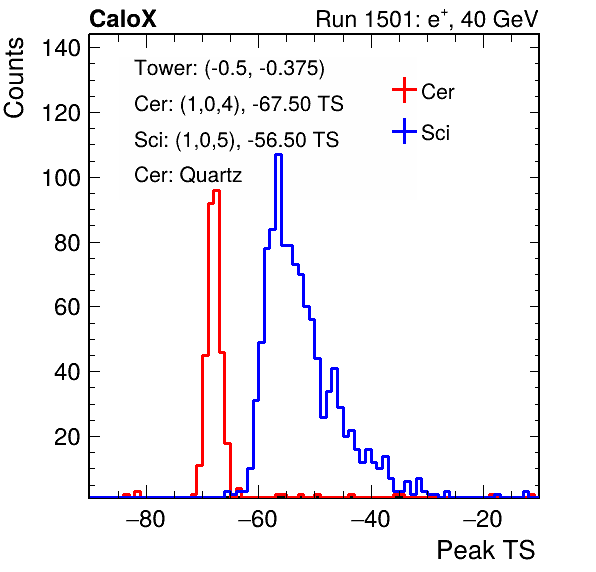 CaloX Run 1501: e⁺, 40 GeV
Counts
Tower: (-0.5, -0.375)
Cer: (1,0,4), -67.50 TS
Sci: (1,0,5), -56.50 TS
Cer: Quartz
Cer
Sci
140
120
100
80
60
40
20
−80 −60 −40 −20
Peak TS